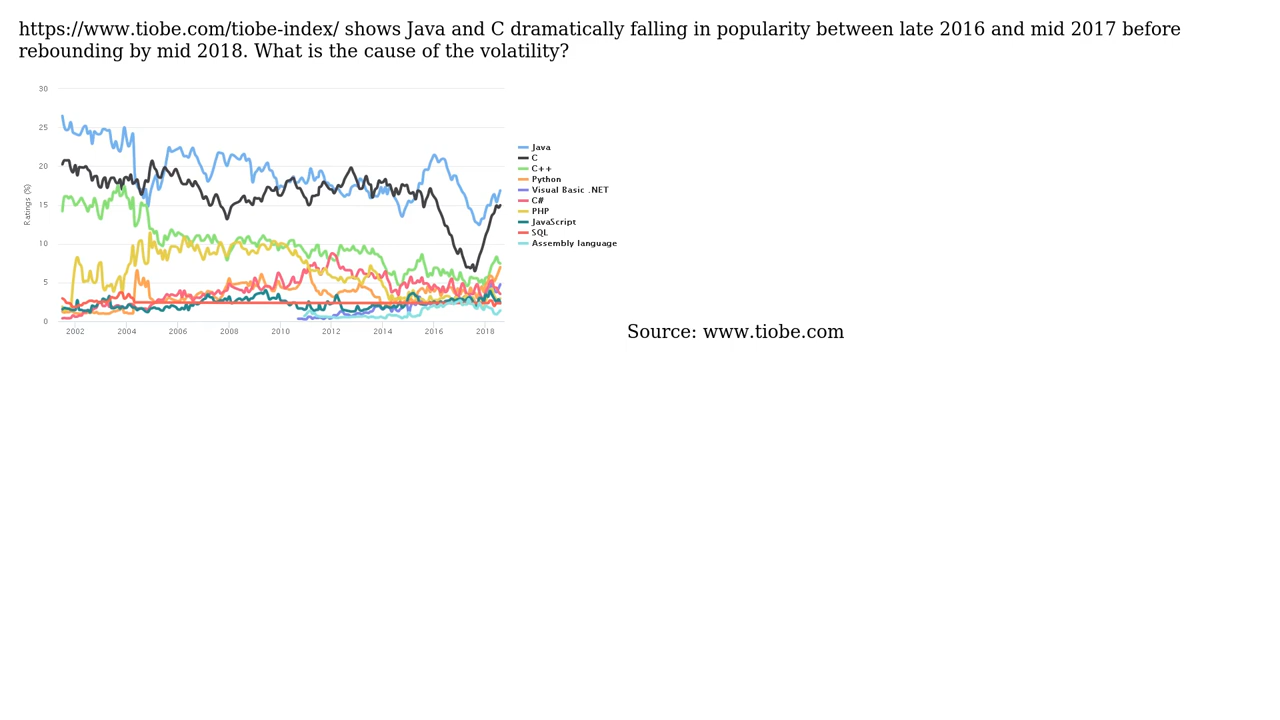 https://www.tiobe.com/tiobe-index/ shows Java and C dramatically falling in popularity between late 2016 and mid 2017 before
rebounding by mid 2018. What is the cause of the volatility?
30
25
20
15
10
5
0
Ratings (%)
2002 2004 2006 2008 2010 2012 2014 2016 2018
Java
C
C++
Python
Visual Basic .NET
C#
PHP
JavaScript
SQL
Assembly language
Source: www.tiobe.com